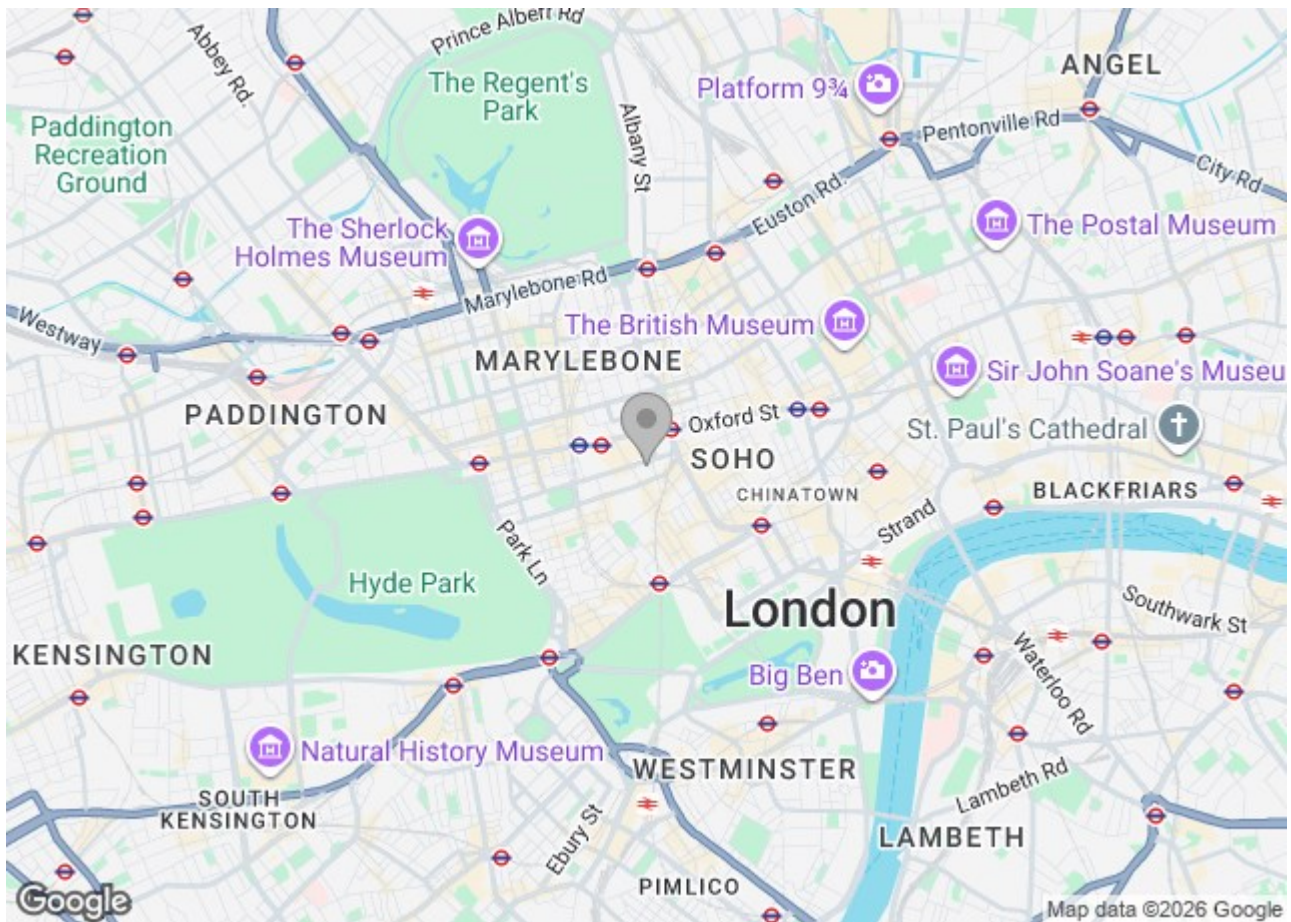 Prince Albert Rd
Abbey Rd.
The Regent's
Park
Albany St
Platform 9¾
ANGEL
Pentonville Rd
City Rd
Paddington
Recreation
Ground
Euston Rd.
The Sherlock
Holmes Museum
The Postal Museum
Marylebone Rd
Westway
The British Museum
MARYLEBONE
Sir John Soane's Museu
PADDINGTON
Oxford St
St. Paul's Cathedral
SOHO
CHINATOWN
BLACKFRIARS
Strand
Park Ln
Hyde Park
London
Southwark St
KENSINGTON
Waterloo Rd
Big Ben
Natural History Museum
WESTMINSTER
Lambeth Rd
SOUTH
KENSINGTON
Ebury St
LAMBETH
PIMLICO
Google
Map data ©2026 Google